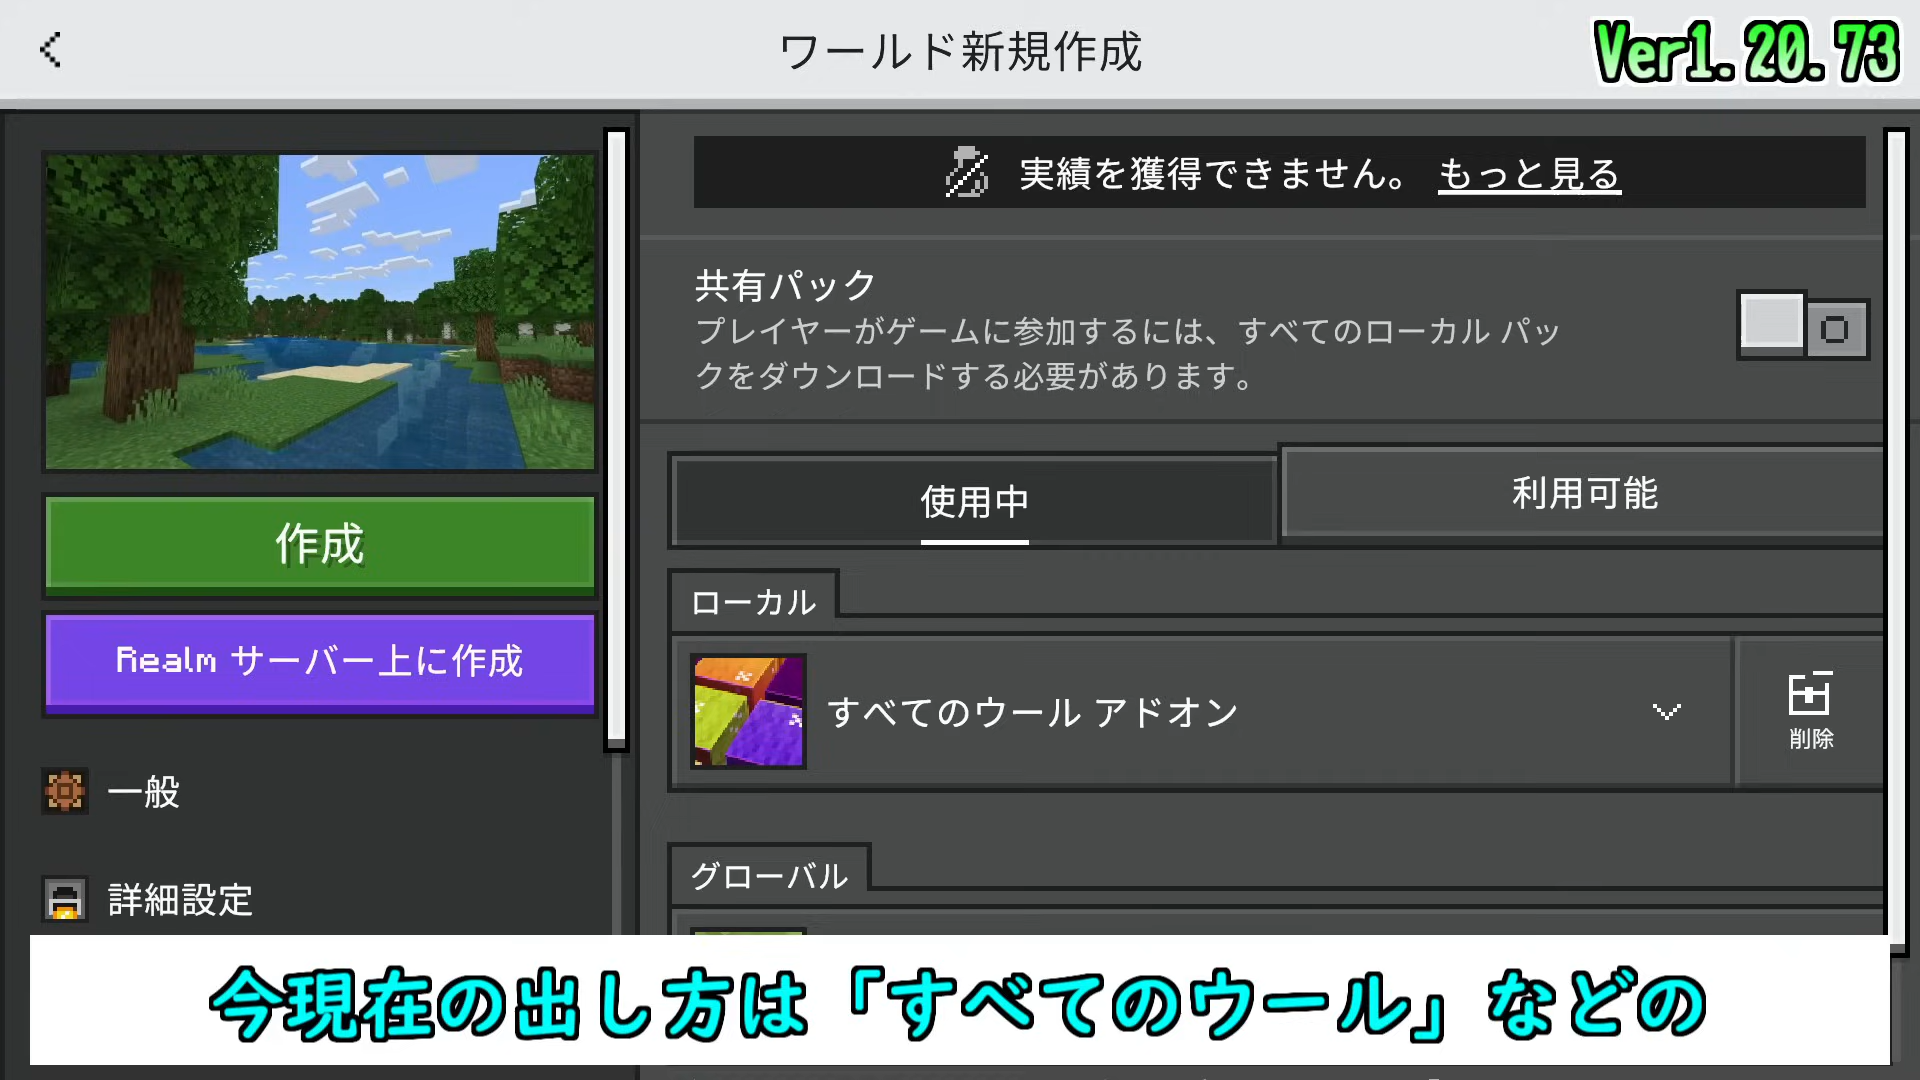 ワールド新規作成
Ver1.20.73
実績を獲得できません。 もっと見る
共有パック
プレイヤーがゲームに参加するには、すべてのローカル パッ
クをダウンロードする必要があります。
使用中
利用可能
ローカル
すべてのウール アドオン
削除
グローバル
作成
Realm サーバー上に作成
一般
詳細設定
今現在の出し方は「すべてのウール」などの